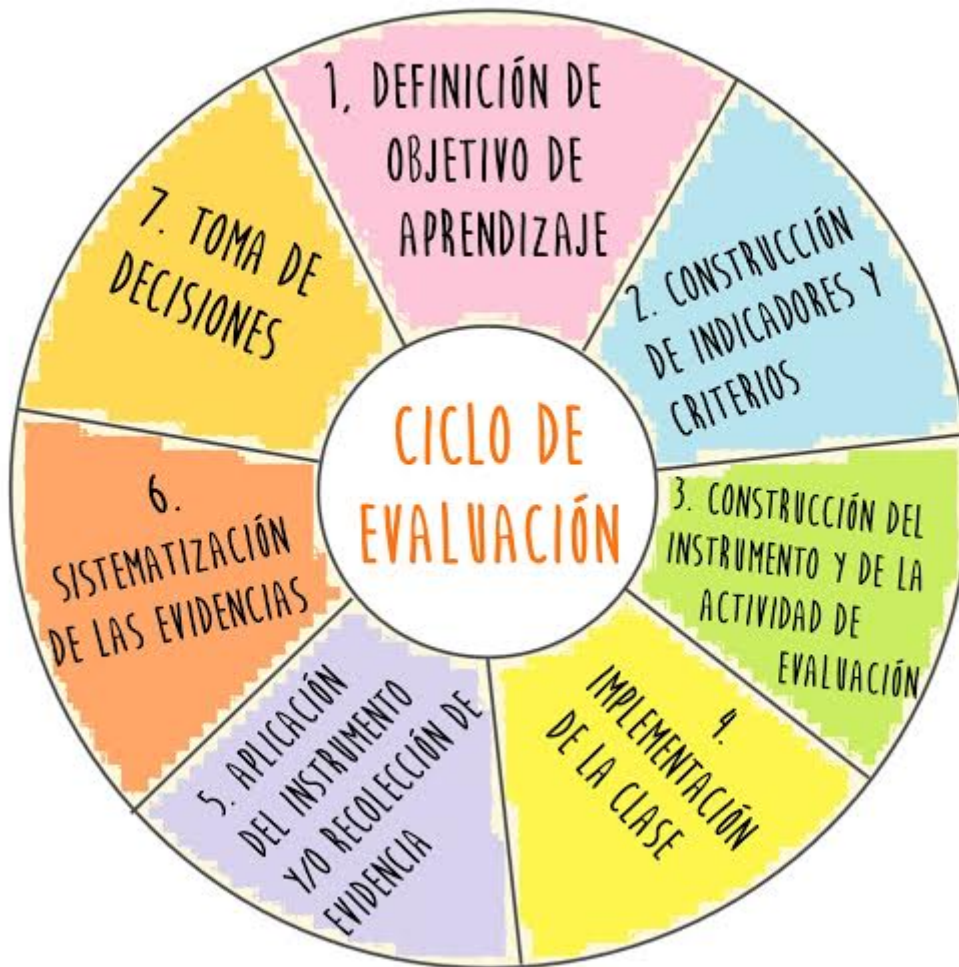 1, DEFINICIÓN DE
OBJETIVO DE
APRENDIZAJE
2. CONSTRUCCIÓN
DE INDICADORES Y
CRITERIOS
3. CONSTRUCCIÓN DEL
INSTRUMENTO Y DE LA
ACTIVIDAD DE
EVALUACIÓN
4.
IMPLEMENTACIÓN
DE LA CLASE
5. APLICACIÓN
DEL INSTRUMENTO
Y/O RECOLECCIÓN DE
EVIDENCIA
6.
SISTEMATIZACIÓN
DE LAS EVIDENCIAS
7. TOMA DE
DECISIONES
CICLO DE
EVALUACIÓN